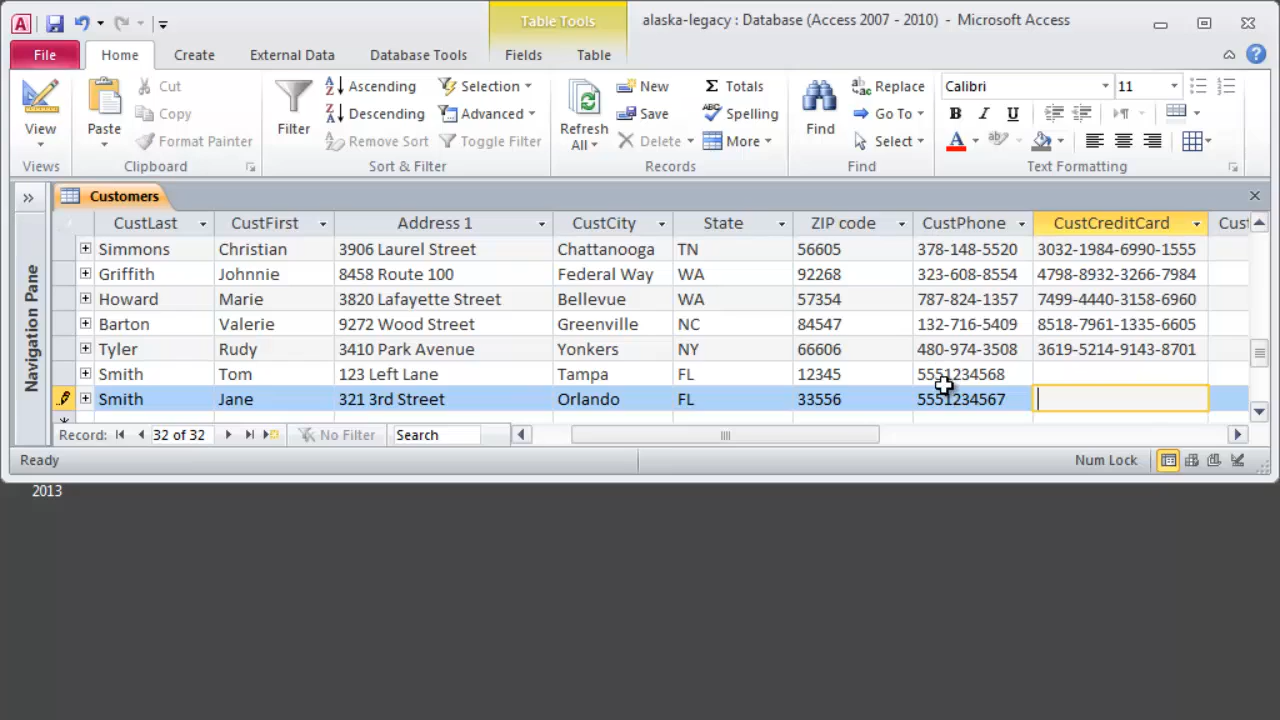 Table Tools
alaska-legacy : Database (Access 2007 - 2010) - Microsoft Access
File Home Create External Data Database Tools Fields Table
View
Views
Paste
Cut
Copy
Format Painter
Clipboard
Filter
Ascending
Descending
Remove Sort
Selection
Advanced
Toggle Filter
Sort & Filter
Refresh
All
New
Save
Delete
Totals
Spelling
More
Records
Find
Replace
Go To
Select
Find
Calibri 11
B I U
Text Formatting
Navigation Pane
Customers
CustLast CustFirst Address 1 CustCity State ZIP code CustPhone CustCreditCard Cust
Simmons Christian 3906 Laurel Street Chattanooga TN 56605 378-148-5520 3032-1984-6990-1555
Griffith Johnnie 8458 Route 100 Federal Way WA 92268 323-608-8554 4798-8932-3266-7984
Howard Marie 3820 Lafayette Street Bellevue WA 57354 787-824-1357 7499-4440-3158-6960
Barton Valerie 9272 Wood Street Greenville NC 84547 132-716-5409 8518-7961-1335-6605
Tyler Rudy 3410 Park Avenue Yonkers NY 66606 480-974-3508 3619-5214-9143-8701
Smith Tom 123 Left Lane Tampa FL 12345 5551234568
Smith Jane 321 3rd Street Orlando FL 33556 5551234567
Record: 32 of 32 No Filter Search
Ready Num Lock
2013